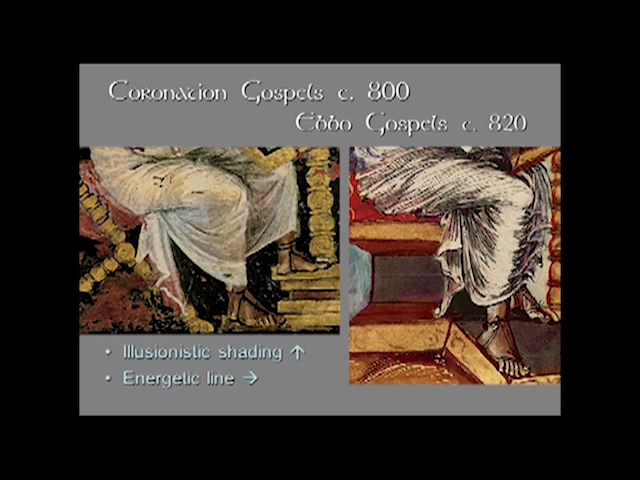 Coronation Gospels c. 800
Ebbo Gospels c. 820
• Illusionistic shading ↑
• Energetic line →